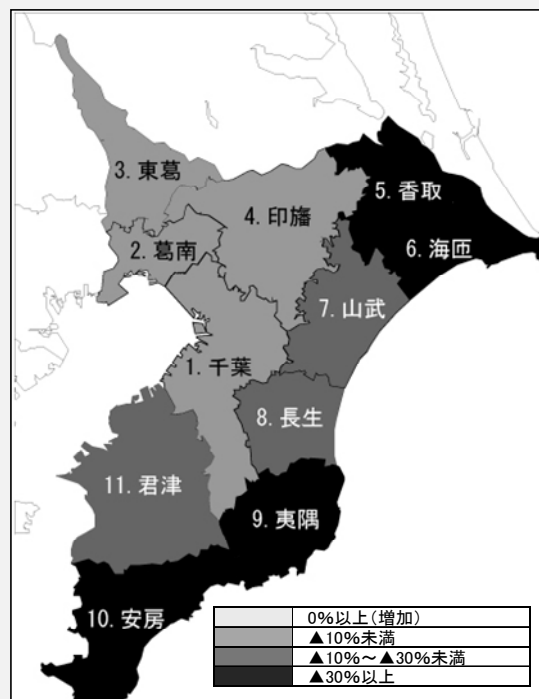 3. 東葛
4. 印旛
5. 香取
2. 葛南
6. 海匝
7. 山武
1. 千葉
8. 長生
11. 君津
9. 夷隅
10. 安房
0%以上(増加)
▲10%未満
▲10%～▲30%未満
▲30%以上